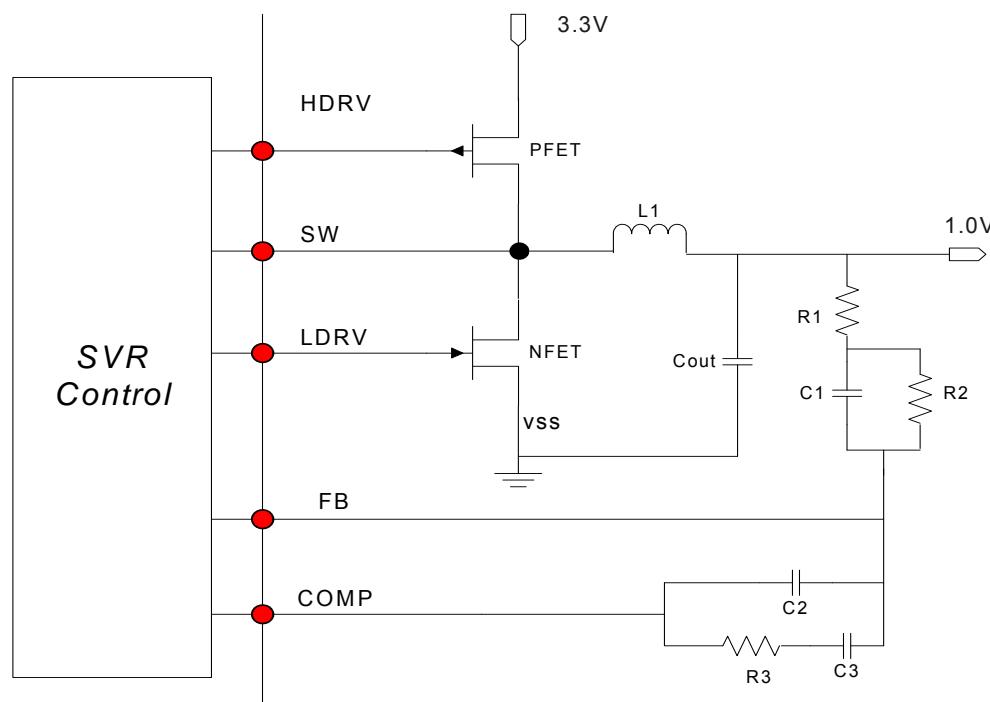 3.3V
HDRV
PFET
L1
1.0V
SW
R1
LDRV
NFET
SVR
Control
Cout
C1
R2
vss
FB
COMP
C2
R3
C3